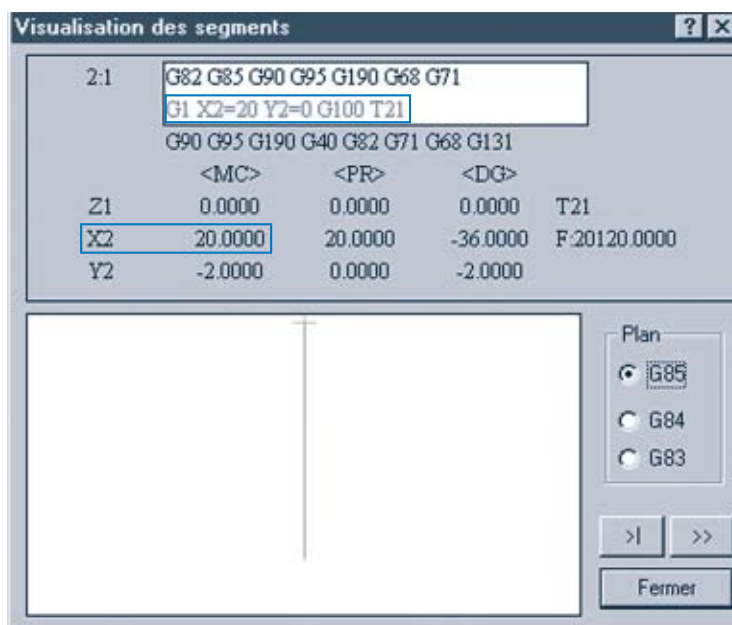 Visualisation des segments
2:1 G82 G85 G90 G95 G190 G68 G71
G1 X2=20 Y2=0 G100 T21
G90 G95 G190 G40 G82 G71 G68 G131
<MC> <PR> <DG>
Z1 0.0000 0.0000 0.0000 T21
X2 20.0000 20.0000 -36.0000 F:20120.0000
Y2 -2.0000 0.0000 -2.0000
Plan
G85
G84
G83
>| >>
Fermer